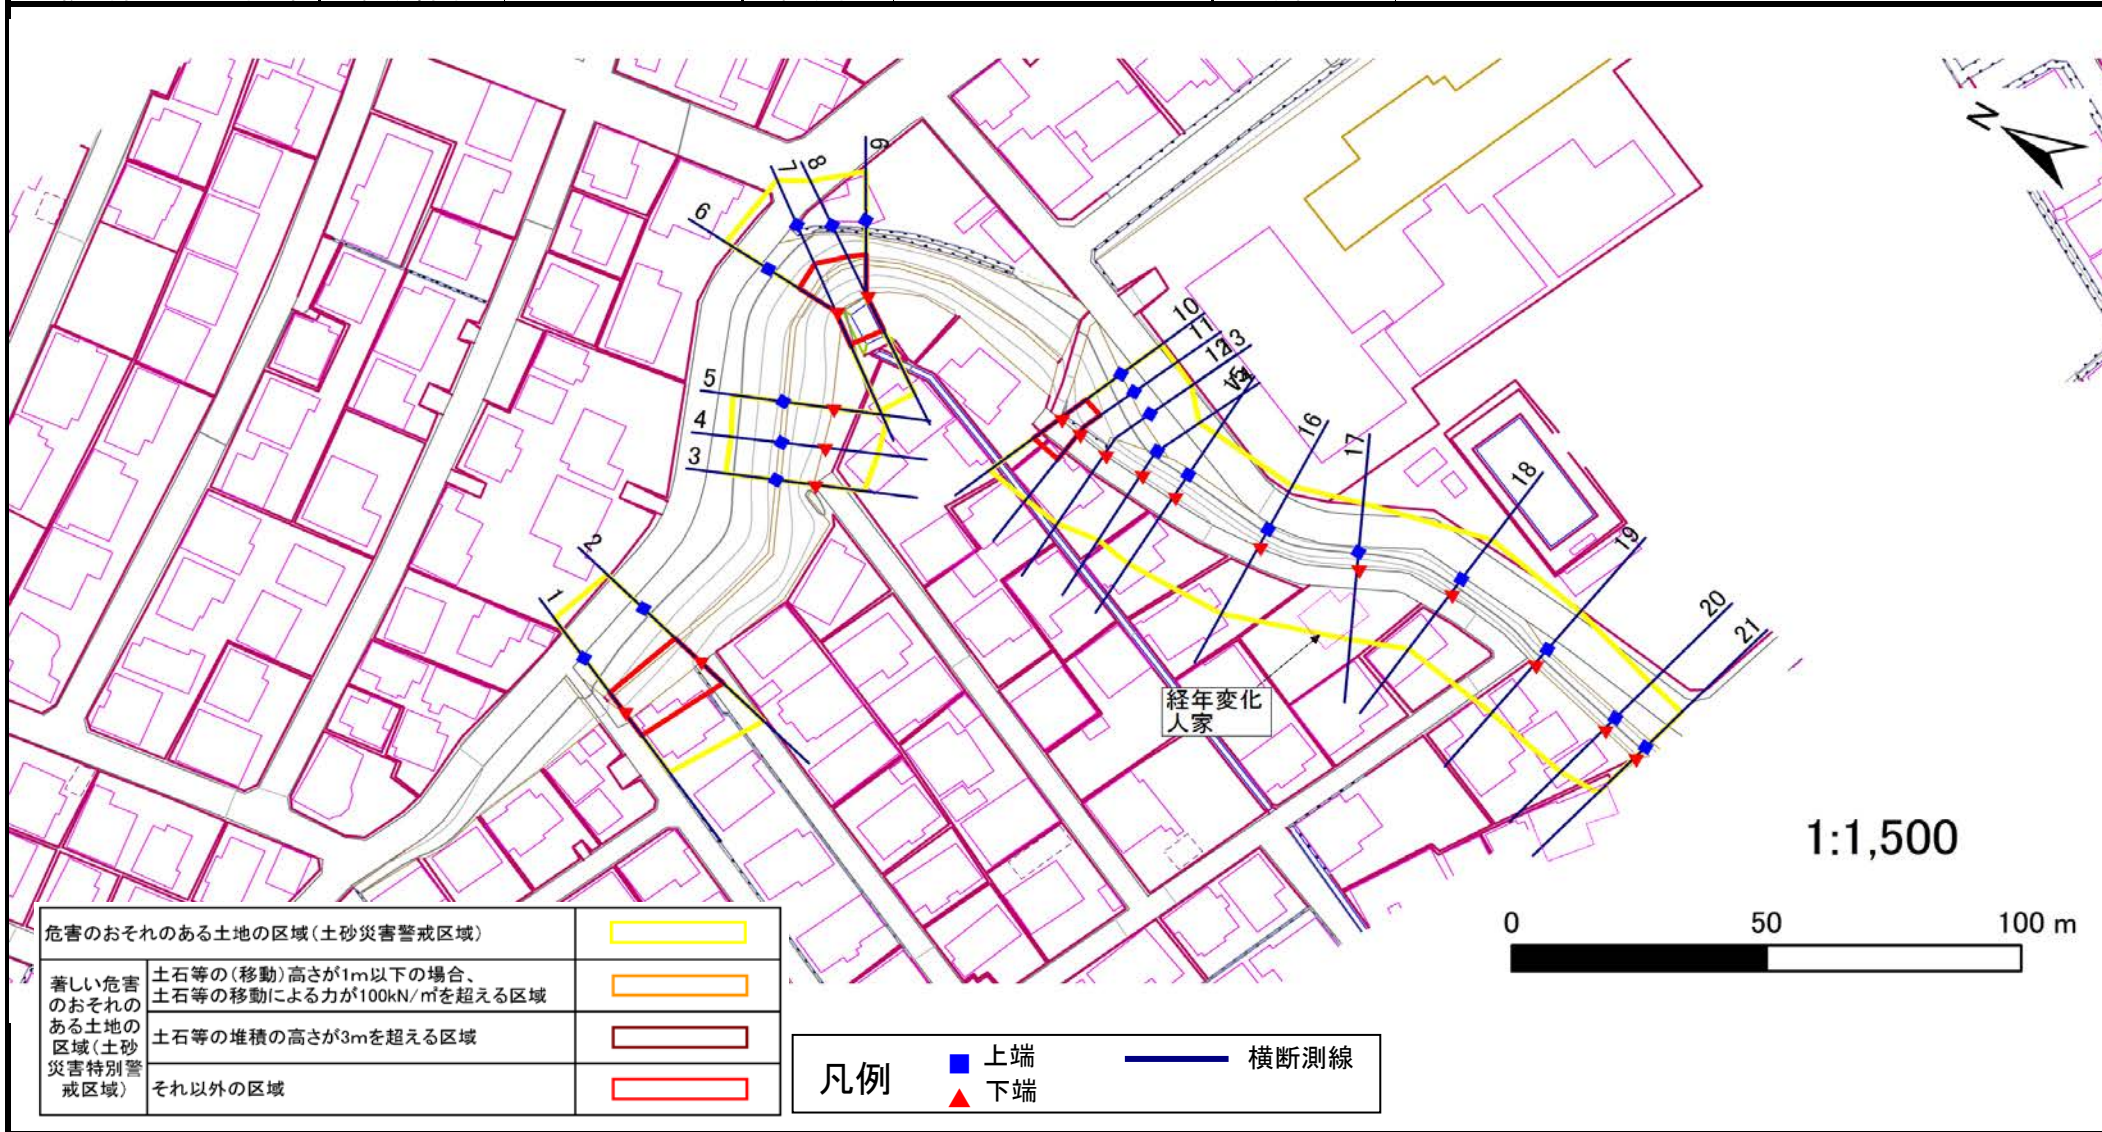 N
1
2
3
4
5
6
7
8
9
10
11
12
13
15
16
17
18
19
20
21
経年変化
人家
1:1,500
0 50 100 m
危害のおそれのある土地の区域(土砂災害警戒区域)
著しい危害
のおそれの
ある土地の
区域(土砂
災害特別警
戒区域)
土石等の(移動)高さが1m以下の場合、
土石等の移動による力が100kN/㎡を超える区域
土石等の堆積の高さが3mを超える区域
それ以外の区域
凡例
上端
下端
横断測線